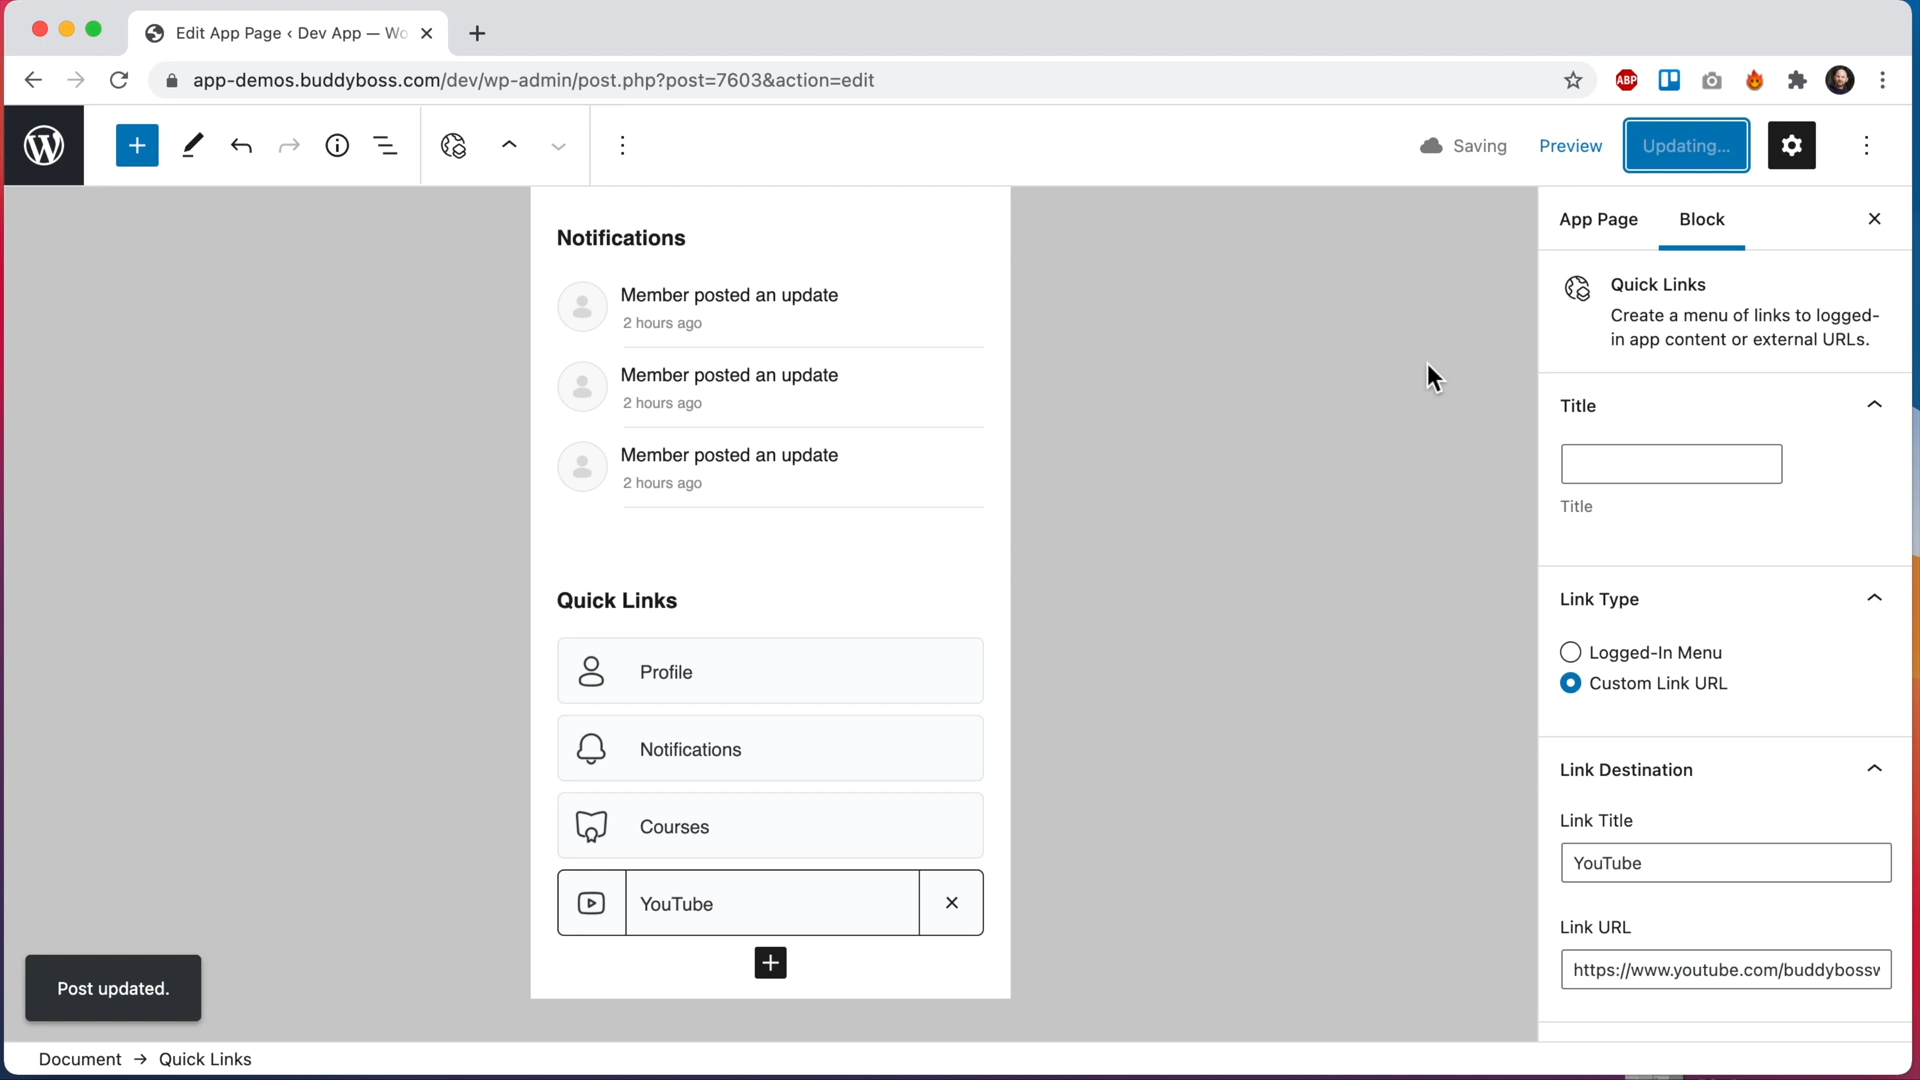 Edit App Page ‹ Dev App — Wo
app-demos.buddyboss.com/dev/wp-admin/post.php?post=7603&action=edit
ABP
Saving
Preview
Updating...
Notifications
Member posted an update
2 hours ago
Member posted an update
2 hours ago
Member posted an update
2 hours ago
Quick Links
Profile
Notifications
Courses
YouTube
App Page
Block
Quick Links
Create a menu of links to logged-
in app content or external URLs.
Title
Title
Link Type
Logged-In Menu
Custom Link URL
Link Destination
Link Title
YouTube
Link URL
https://www.youtube.com/buddybossv
Post updated.
Document → Quick Links